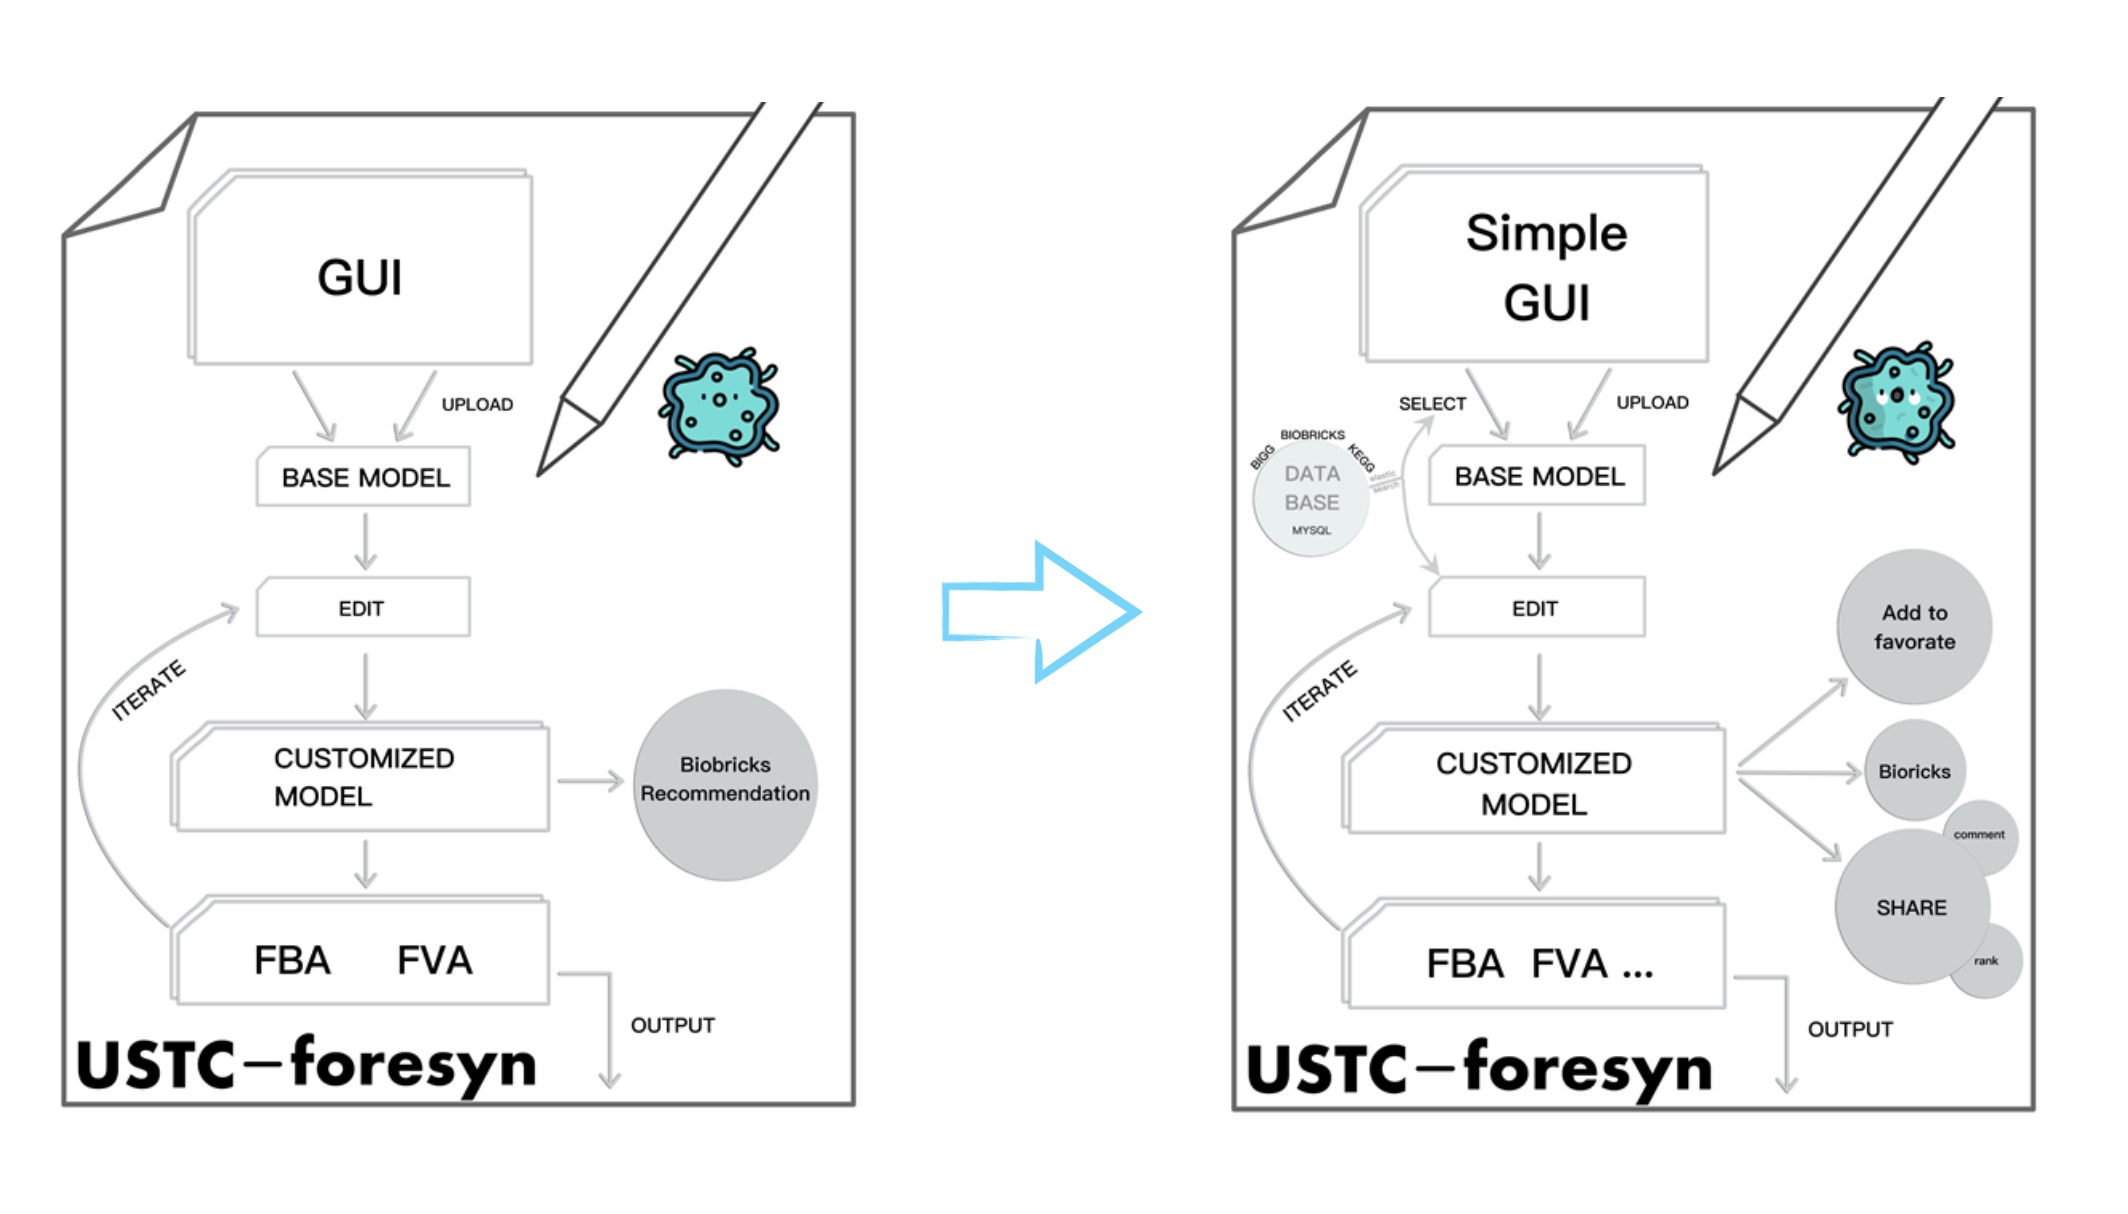 GUI
UPLOAD
BASE MODEL
EDIT
ITERATE
CUSTOMIZED
MODEL
Biobricks
Recommendation
FBA FVA
OUTPUT
USTC–foresyn
Simple
GUI
SELECT
UPLOAD
BIGG
BIOBRICKS
KEGG
DATA
BASE
MYSQL
elastic
search
BASE MODEL
EDIT
ITERATE
Add to
favorate
CUSTOMIZED
MODEL
Bioricks
comment
SHARE
rank
FBA FVA ...
OUTPUT
USTC–foresyn